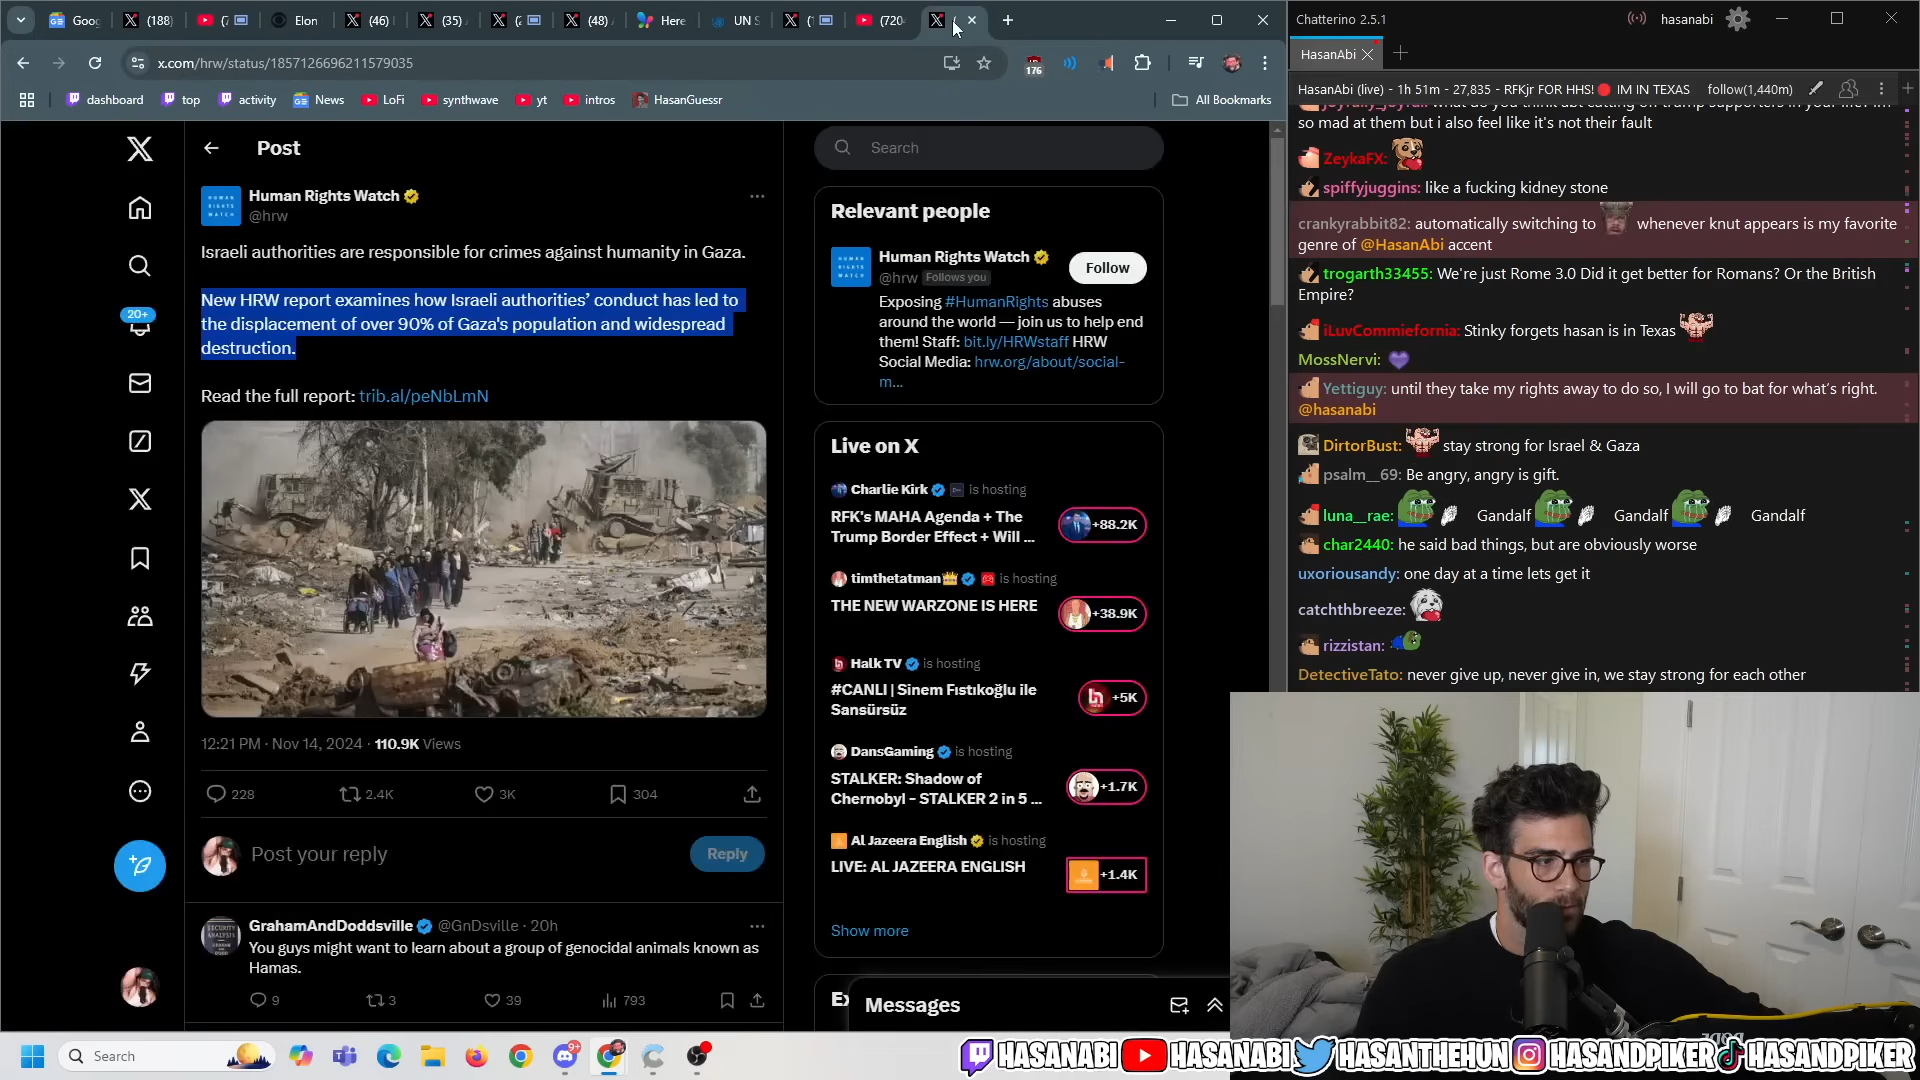 Goog
(188)
(7
Elon
(46)
(35)
(48)
Here
UN S
(720
x.com/hrw/status/1857126696211579035
176
dashboard
top
activity
News
LoFi
synthwave
yt
intros
HasanGuessr
All Bookmarks
Post
Human Rights Watch
@hrw
Israeli authorities are responsible for crimes against humanity in Gaza.
New HRW report examines how Israeli authorities’ conduct has led to
the displacement of over 90% of Gaza's population and widespread
destruction.
Read the full report: trib.al/peNbLmN
12:21 PM · Nov 14, 2024 · 110.9K Views
228
2.4K
3K
304
Post your reply
Reply
GrahamAndDoddsville @GnDsville · 20h
You guys might want to learn about a group of genocidal animals known as
Hamas.
9
3
39
793
20+
Search
Relevant people
Human Rights Watch
@hrw Follows you
Follow
Exposing #HumanRights abuses
around the world — join us to help end
them! Staff: bit.ly/HRWstaff HRW
Social Media: hrw.org/about/social-
m...
Live on X
Charlie Kirk is hosting
RFK's MAHA Agenda + The
Trump Border Effect + Will ...
+88.2K
timthetatman is hosting
THE NEW WARZONE IS HERE
+38.9K
Halk TV is hosting
#CANLI | Sinem Fıstıkoğlu ile
Sansürsüz
+5K
DansGaming is hosting
STALKER: Shadow of
Chernobyl - STALKER 2 in 5 ...
+1.7K
Al Jazeera English is hosting
LIVE: AL JAZEERA ENGLISH
+1.4K
Show more
Messages
Chatterino 2.5.1
hasanabi
HasanAbi
HasanAbi (live) - 1h 51m - 27,835 - RFKjr FOR HHS! IM IN TEXAS
follow(1,440m)
so mad at them but i also feel like it's not their fault
ZeykaFX:
spiffyjuggins: like a fucking kidney stone
crankyrabbit82: automatically switching to whenever knut appears is my favorite
genre of @HasanAbi accent
trogarth33455: We're just Rome 3.0 Did it get better for Romans? Or the British
Empire?
iLuvCommiefornia: Stinky forgets hasan is in Texas
MossNervi:
Yettiguy: until they take my rights away to do so, I will go to bat for what's right.
@hasanabi
DirtorBust: stay strong for Israel & Gaza
psalm__69: Be angry, angry is gift.
luna__rae: Gandalf Gandalf Gandalf
char2440: he said bad things, but are obviously worse
uxoriousandy: one day at a time lets get it
catchthbreeze:
rizzistan:
DetectiveTato: never give up, never give in, we stay strong for each other
Search
9+
HASANABI HASANABI HASANTHEHUN HASANDPIKER HASANDPIKER